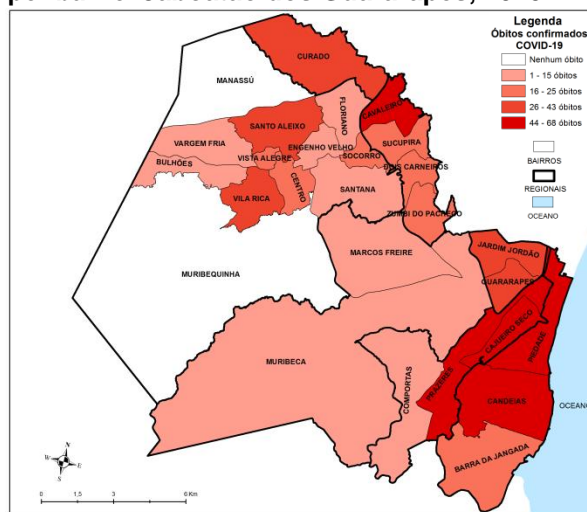 Legenda
Óbitos confirmados
COVID-19
Nenhum óbito
1 - 15 óbitos
16 - 25 óbitos
26 - 43 óbitos
44 - 68 óbitos
BAIRROS
REGIONAIS
OCEANO
CURADO
MANASSÚ
FLORIANO
CAVALEIRO
SANTO ALEIXO
VARGEM FRIA
ENGENHO VELHO
SUCUPIRA
BULHÕES
VISTA ALEGRE
SOCORRO
DOIS CARNEIROS
CENTRO
VILA RICA
SANTANA
ZUMBI DO PACHECO
MARCOS FREIRE
JARDIM JORDÃO
GUARARAPES
MURIBEQUINHA
CAJUEIRO SECO
PIEDADE
MURIBECA
COMPORTAS
PRAZERES
CANDEIAS
OCEANO
BARRA DA JANGADA
N
W E
S
0 1,5 3 6 Km